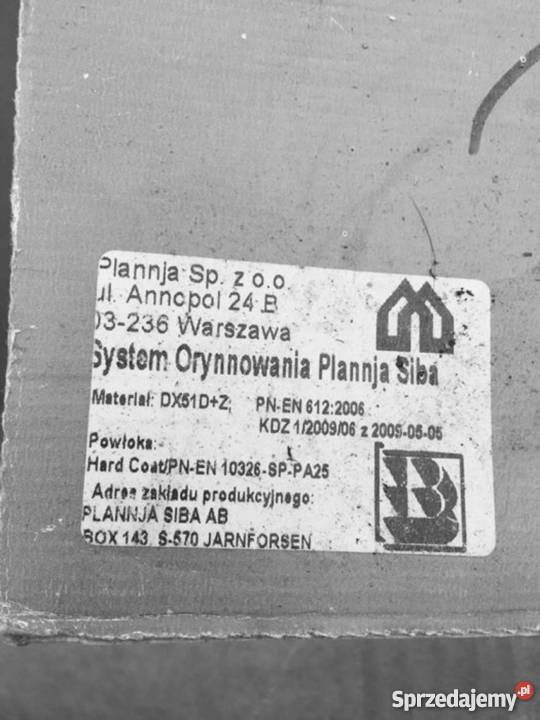 Plannja Sp. z o.o.
ul. Annopol 24 B
03-236 Warszawa
System Orynnowania Plannja Siba
Materiał: DX51D+Z; PN-EN 612:2006
KDZ 1/2009/06 z 2009-05-05
Powłoka:
Hard Coat/PN-EN 10326-SP-PA25
Adres zakładu produkcyjnego:
PLANNJA SIBA AB
BOX 143, S-570 JARNFORSEN
Sprzedajemy.pl